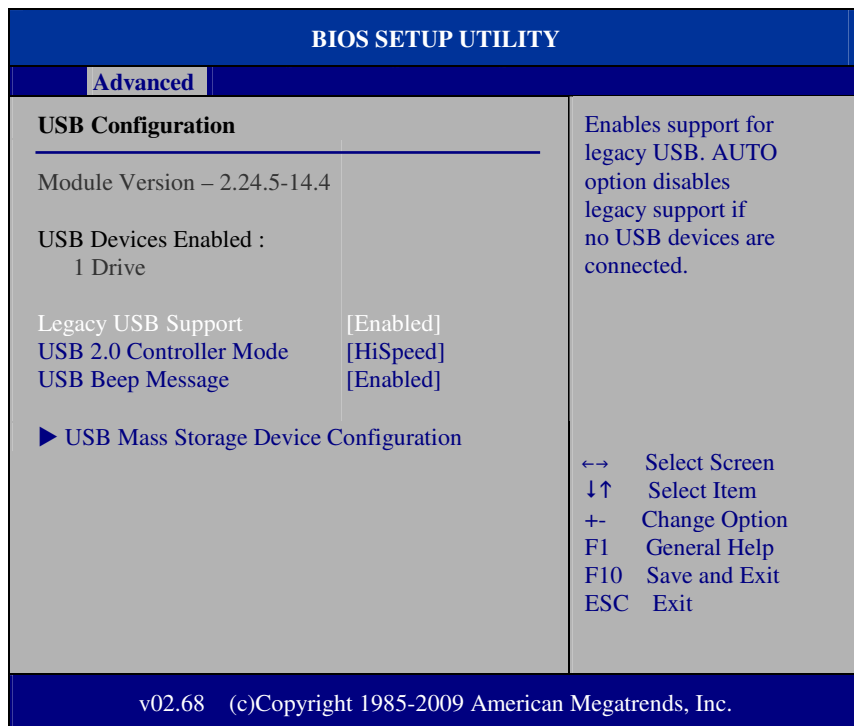 BIOS SETUP UTILITY
Advanced
USB Configuration
Module Version – 2.24.5-14.4
USB Devices Enabled :
1 Drive
Legacy USB Support [Enabled]
USB 2.0 Controller Mode [HiSpeed]
USB Beep Message [Enabled]
▶ USB Mass Storage Device Configuration
Enables support for
legacy USB. AUTO
option disables
legacy support if
no USB devices are
connected.
←→ Select Screen
↓↑ Select Item
+- Change Option
F1 General Help
F10 Save and Exit
ESC Exit
v02.68 (c)Copyright 1985-2009 American Megatrends, Inc.